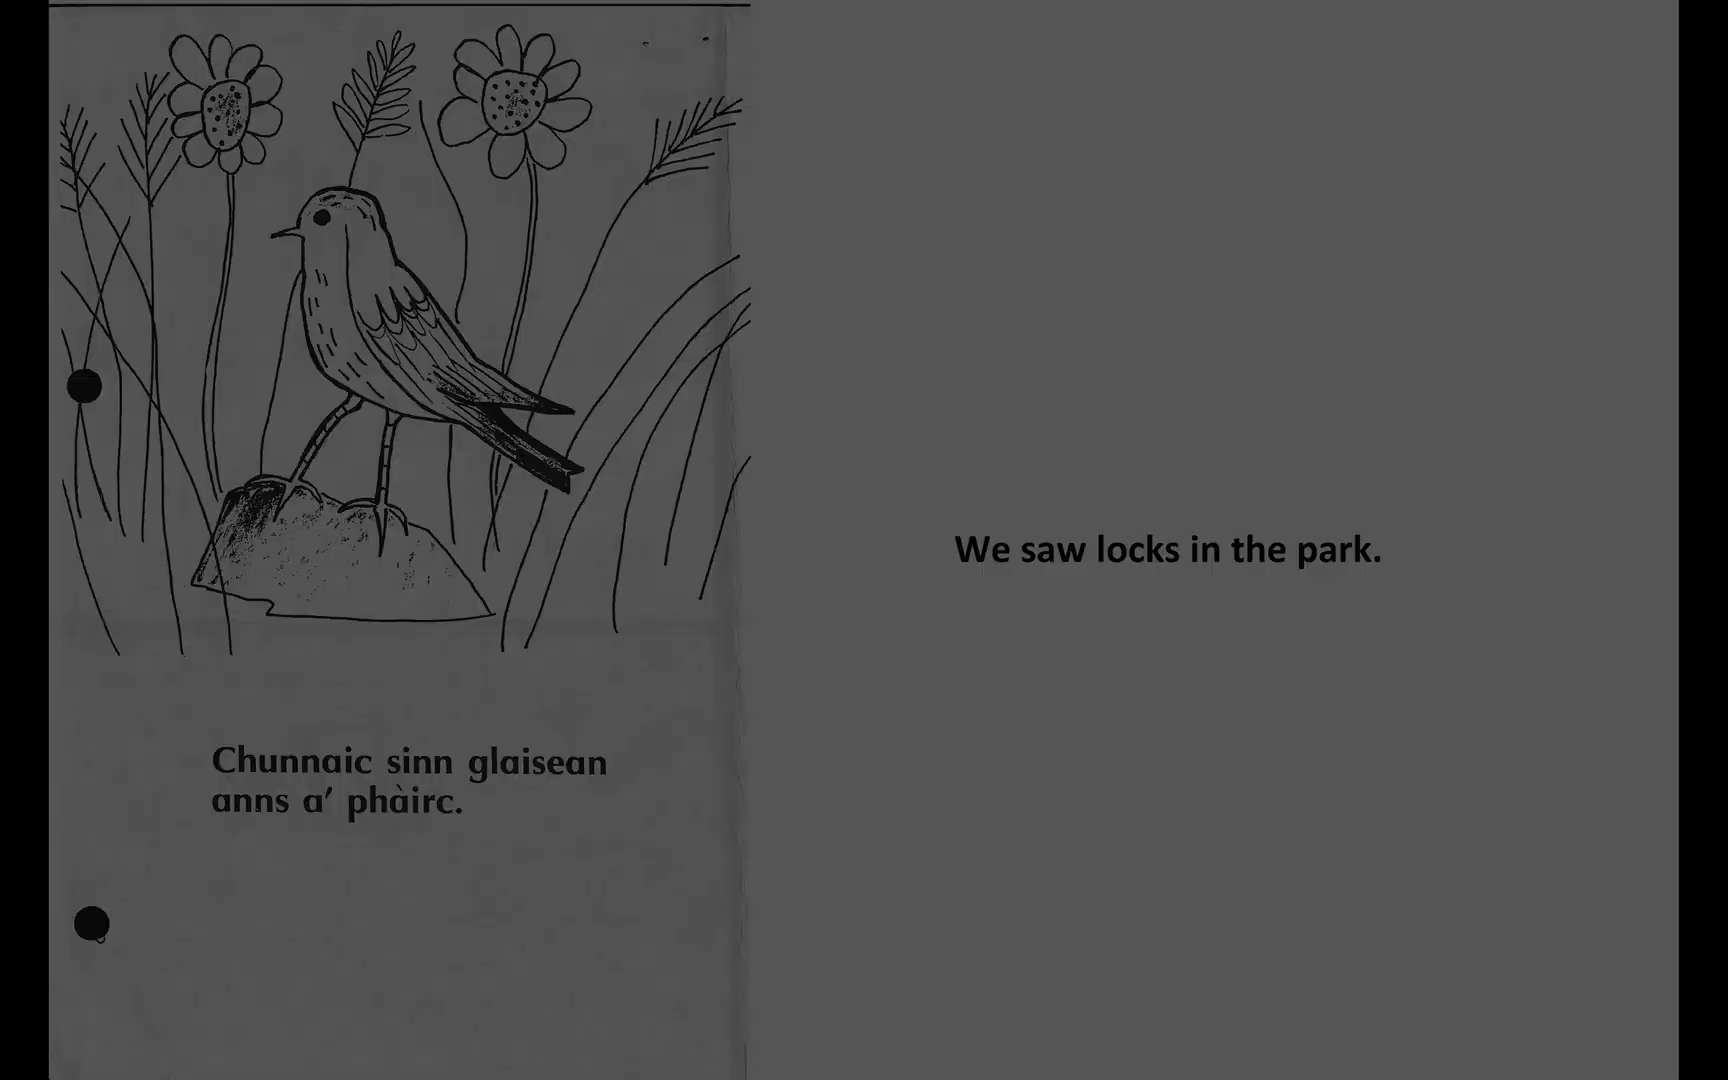 Chunnaic sinn glaisean
anns a' phàirc.
We saw locks in the park.